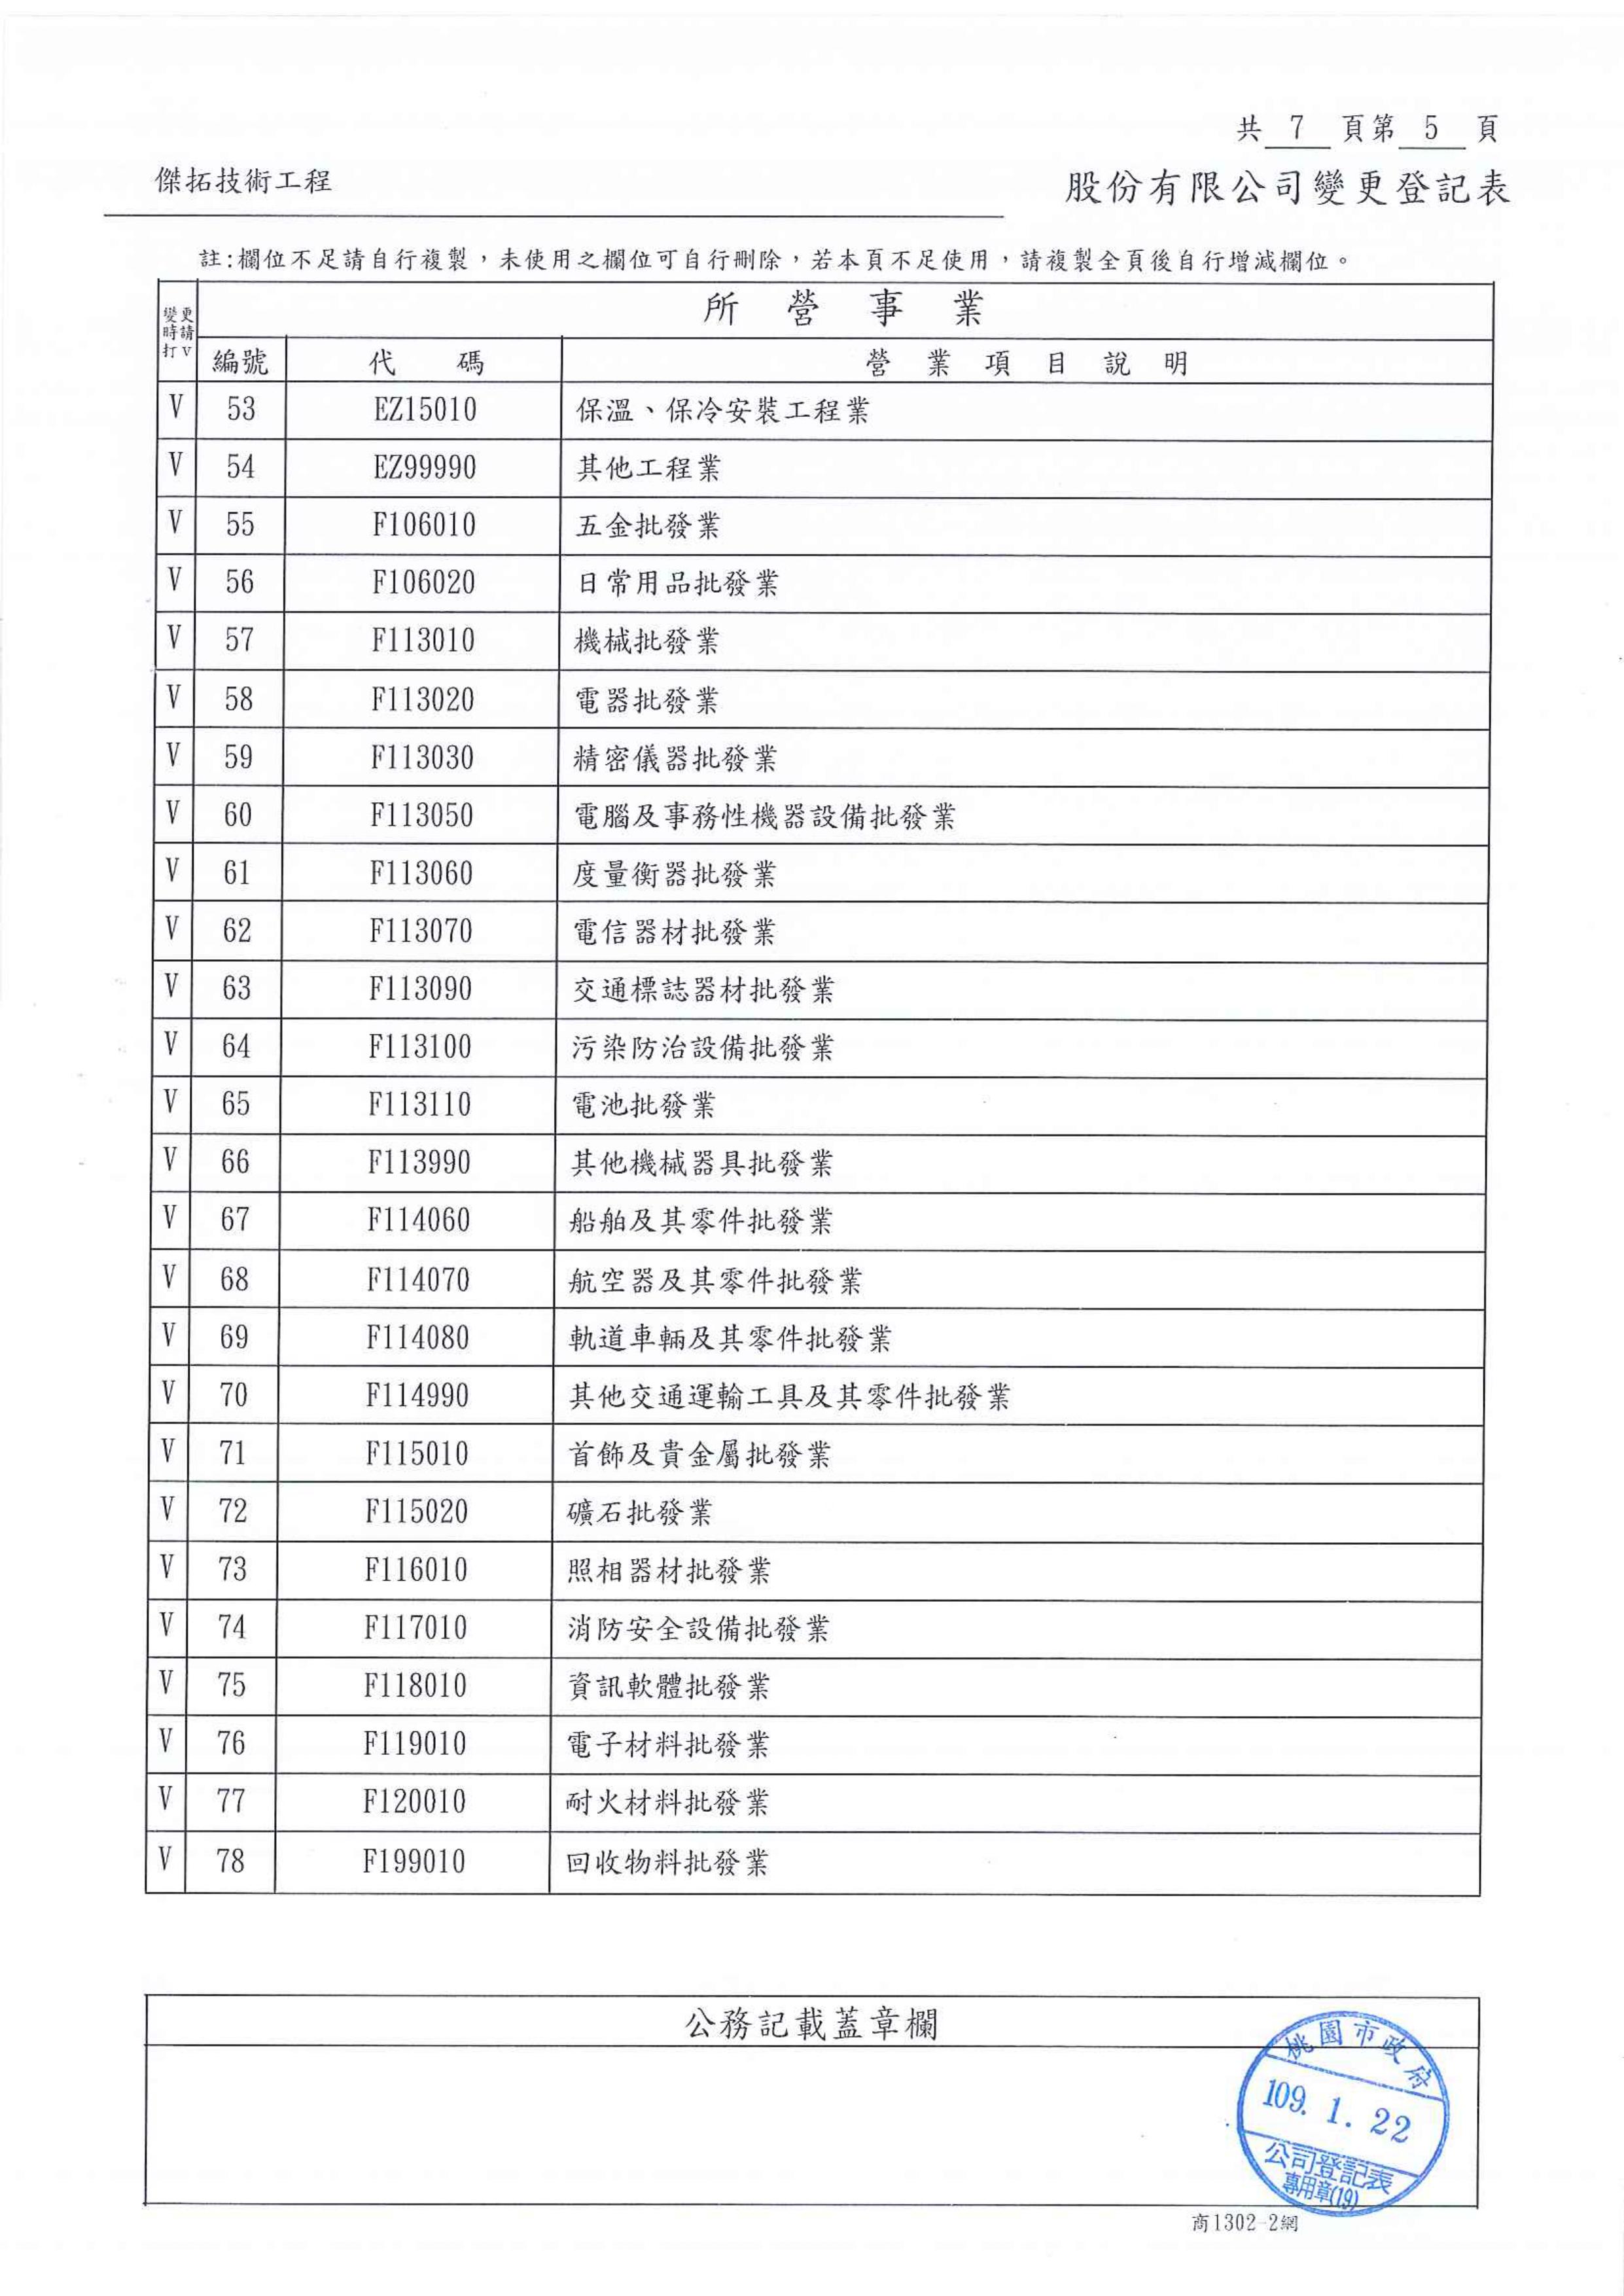 共 7 頁第 5 頁
傑拓技術工程 股份有限公司變更登記表
註:欄位不足請自行複製，未使用之欄位可自行刪除，若本頁不足使用，請複製全頁後自行增減欄位。
變更時請打V 所營事業
編號 代碼 營業項目說明
V 53 EZ15010 保溫、保冷安裝工程業
V 54 EZ99990 其他工程業
V 55 F106010 五金批發業
V 56 F106020 日常用品批發業
V 57 F113010 機械批發業
V 58 F113020 電器批發業
V 59 F113030 精密儀器批發業
V 60 F113050 電腦及事務性機器設備批發業
V 61 F113060 度量衡器批發業
V 62 F113070 電信器材批發業
V 63 F113090 交通標誌器材批發業
V 64 F113100 污染防治設備批發業
V 65 F113110 電池批發業
V 66 F113990 其他機械器具批發業
V 67 F114060 船舶及其零件批發業
V 68 F114070 航空器及其零件批發業
V 69 F114080 軌道車輛及其零件批發業
V 70 F114990 其他交通運輸工具及其零件批發業
V 71 F115010 首飾及貴金屬批發業
V 72 F115020 礦石批發業
V 73 F116010 照相器材批發業
V 74 F117010 消防安全設備批發業
V 75 F118010 資訊軟體批發業
V 76 F119010 電子材料批發業
V 77 F120010 耐火材料批發業
V 78 F199010 回收物料批發業
公務記載蓋章欄
桃園市政府
109. 1. 22
公司登記表
專用章(19)
商1302-2網